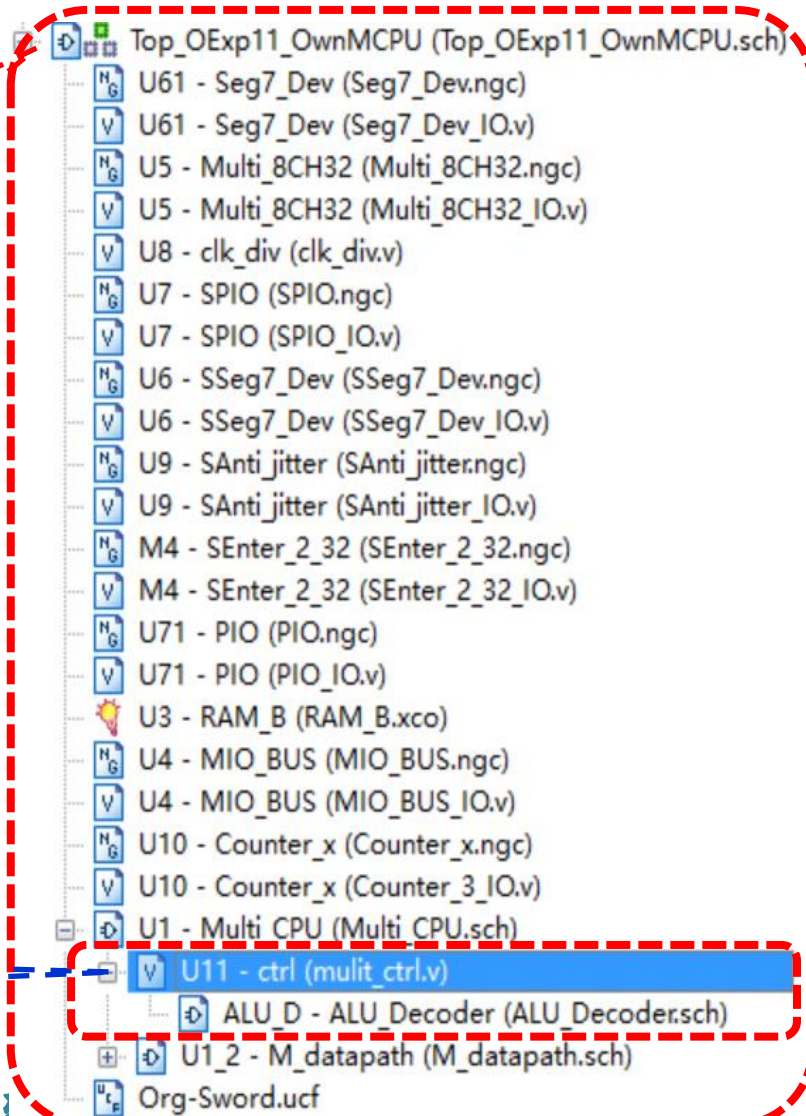 Top_OExp11_OwnMCPU (Top_OExp11_OwnMCPU.sch)
U61 - Seg7_Dev (Seg7_Dev.ngc)
U61 - Seg7_Dev (Seg7_Dev_IO.v)
U5 - Multi_8CH32 (Multi_8CH32.ngc)
U5 - Multi_8CH32 (Multi_8CH32_IO.v)
U8 - clk_div (clk_div.v)
U7 - SPIO (SPIO.ngc)
U7 - SPIO (SPIO_IO.v)
U6 - SSeg7_Dev (SSeg7_Dev.ngc)
U6 - SSeg7_Dev (SSeg7_Dev_IO.v)
U9 - SAnti_jitter (SAnti_jitter.ngc)
U9 - SAnti_jitter (SAnti_jitter_IO.v)
M4 - SEnter_2_32 (SEnter_2_32.ngc)
M4 - SEnter_2_32 (SEnter_2_32_IO.v)
U71 - PIO (PIO.ngc)
U71 - PIO (PIO_IO.v)
U3 - RAM_B (RAM_B.xco)
U4 - MIO_BUS (MIO_BUS.ngc)
U4 - MIO_BUS (MIO_BUS_IO.v)
U10 - Counter_x (Counter_x.ngc)
U10 - Counter_x (Counter_3_IO.v)
U1 - Multi_CPU (Multi_CPU.sch)
U11 - ctrl (mulit_ctrl.v)
ALU_D - ALU_Decoder (ALU_Decoder.sch)
U1_2 - M_datapath (M_datapath.sch)
Org-Sword.ucf